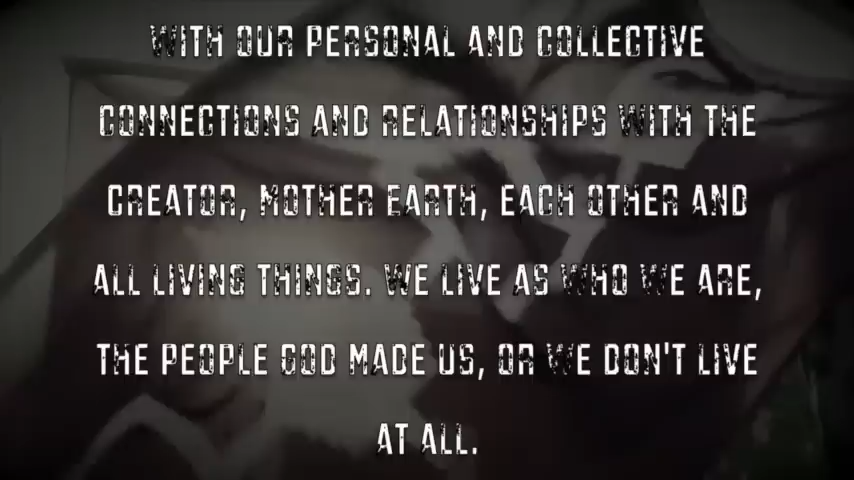 WITH OUR PERSONAL AND COLLECTIVE
CONNECTIONS AND RELATIONSHIPS WITH THE
CREATOR, MOTHER EARTH, EACH OTHER AND
ALL LIVING THINGS. WE LIVE AS WHO WE ARE,
THE PEOPLE GOD MADE US, OR WE DON'T LIVE
AT ALL.